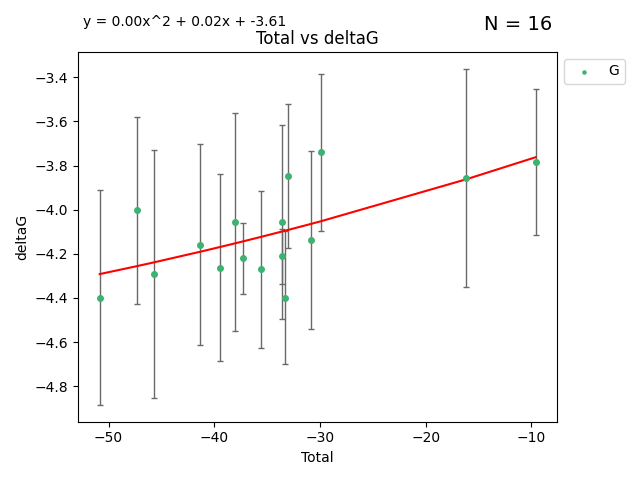 y = 0.00x^2 + 0.02x + -3.61
N = 16
Total vs deltaG
G
−3.4
−3.6
−3.8
−4.0
−4.2
−4.4
−4.6
−4.8
deltaG
−50
−40
−30
−20
−10
Total